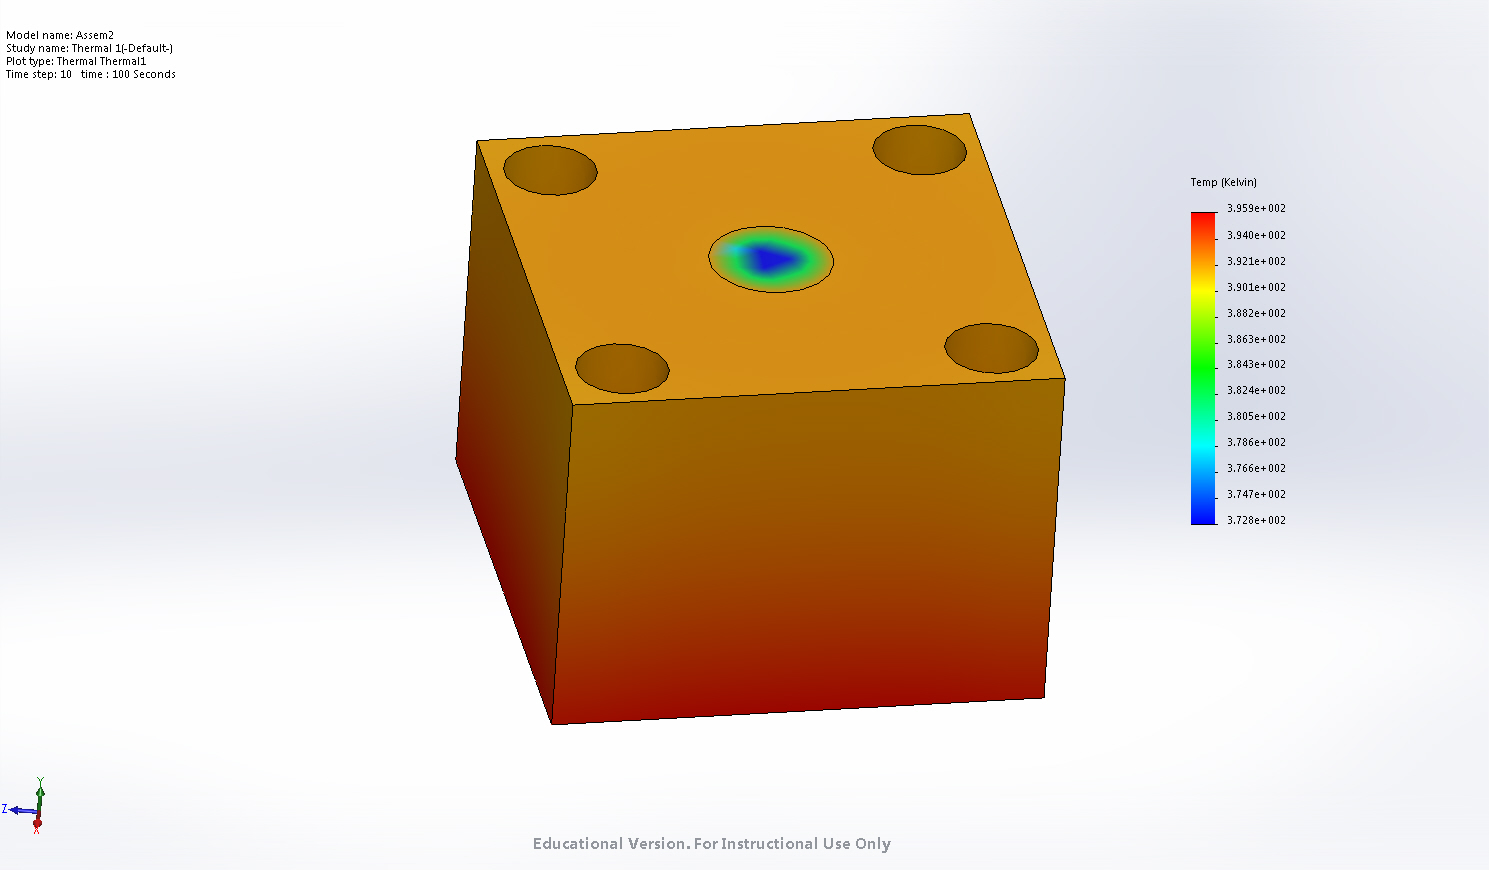 Model name: Assem2
Study name: Thermal 1(-Default-)
Plot type: Thermal Thermal1
Time step: 10 time : 100 Seconds
Temp (Kelvin)
3.959e+002
3.940e+002
3.921e+002
3.901e+002
3.882e+002
3.863e+002
3.843e+002
3.824e+002
3.805e+002
3.786e+002
3.766e+002
3.747e+002
3.728e+002
Y
Z
X
Educational Version. For Instructional Use Only